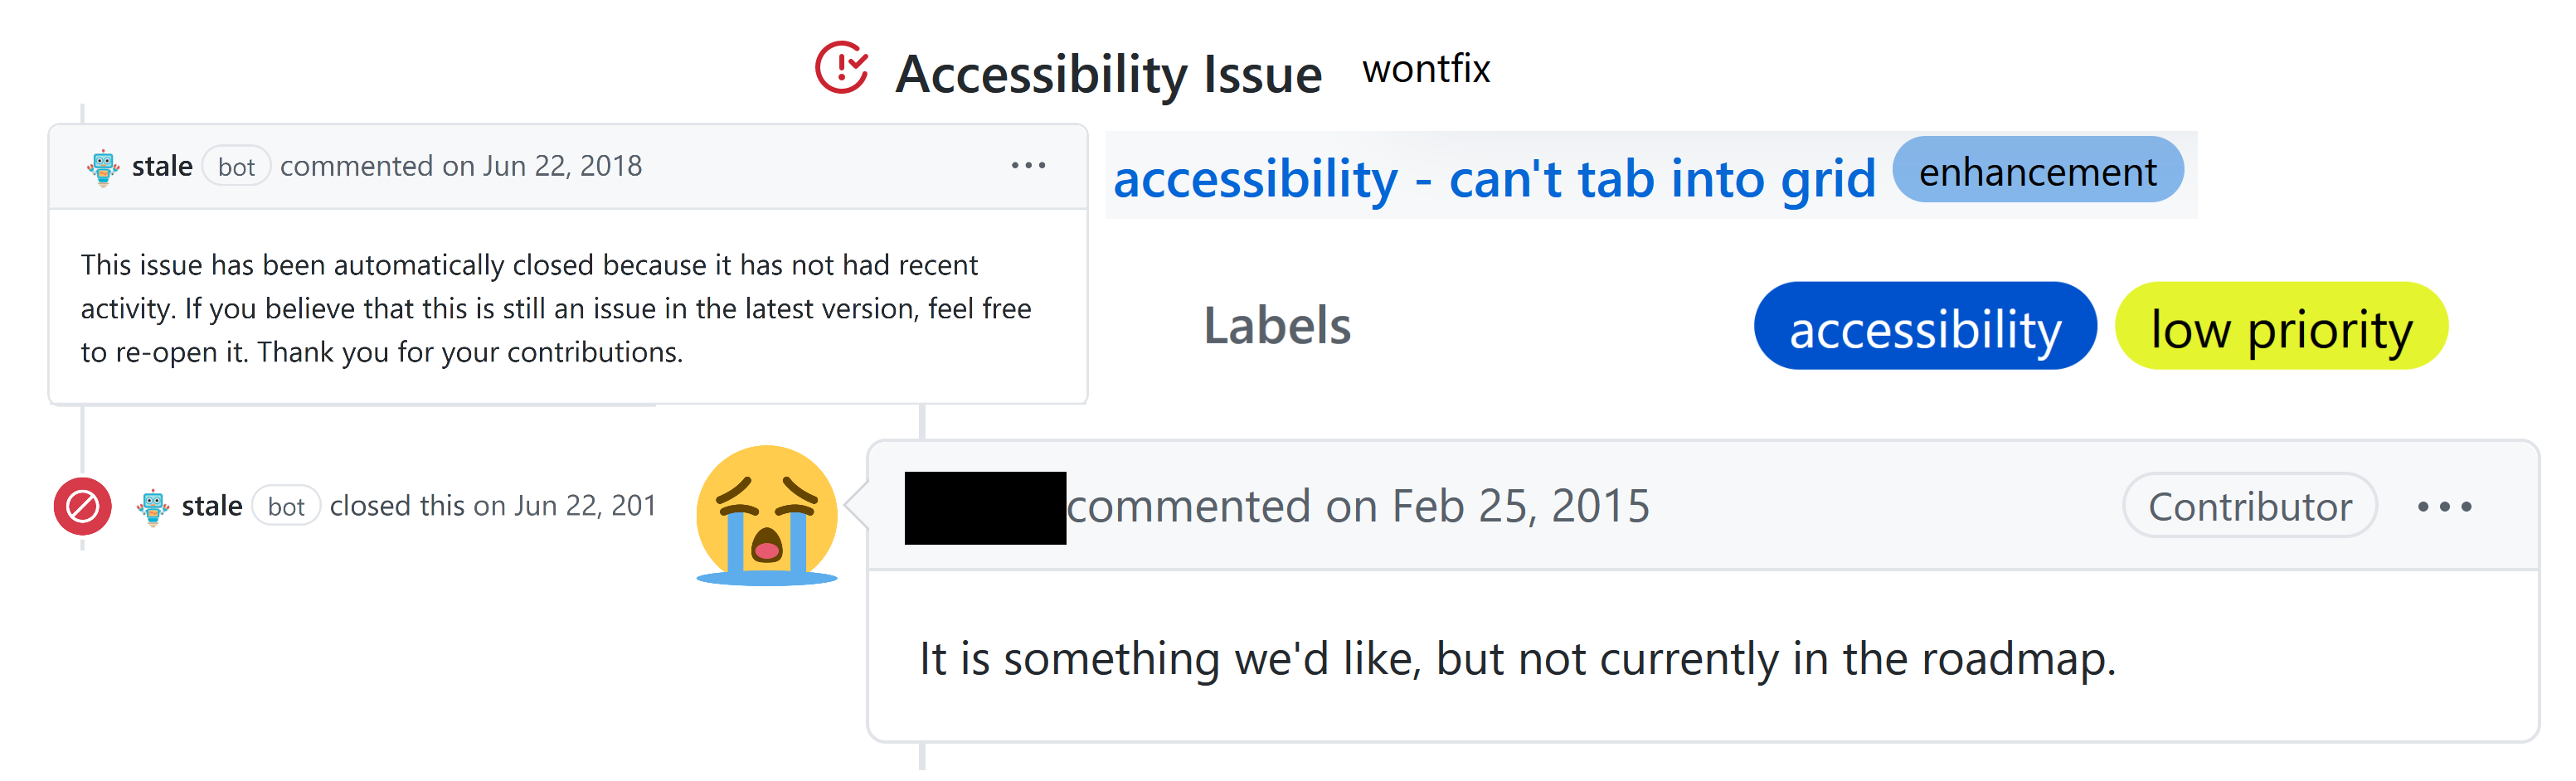 Accessibility Issue wontfix
stale bot commented on Jun 22, 2018
This issue has been automatically closed because it has not had recent
activity. If you believe that this is still an issue in the latest version, feel free
to re-open it. Thank you for your contributions.
stale bot closed this on Jun 22, 201
accessibility - can't tab into grid enhancement
Labels accessibility low priority
commented on Feb 25, 2015 Contributor
It is something we'd like, but not currently in the roadmap.